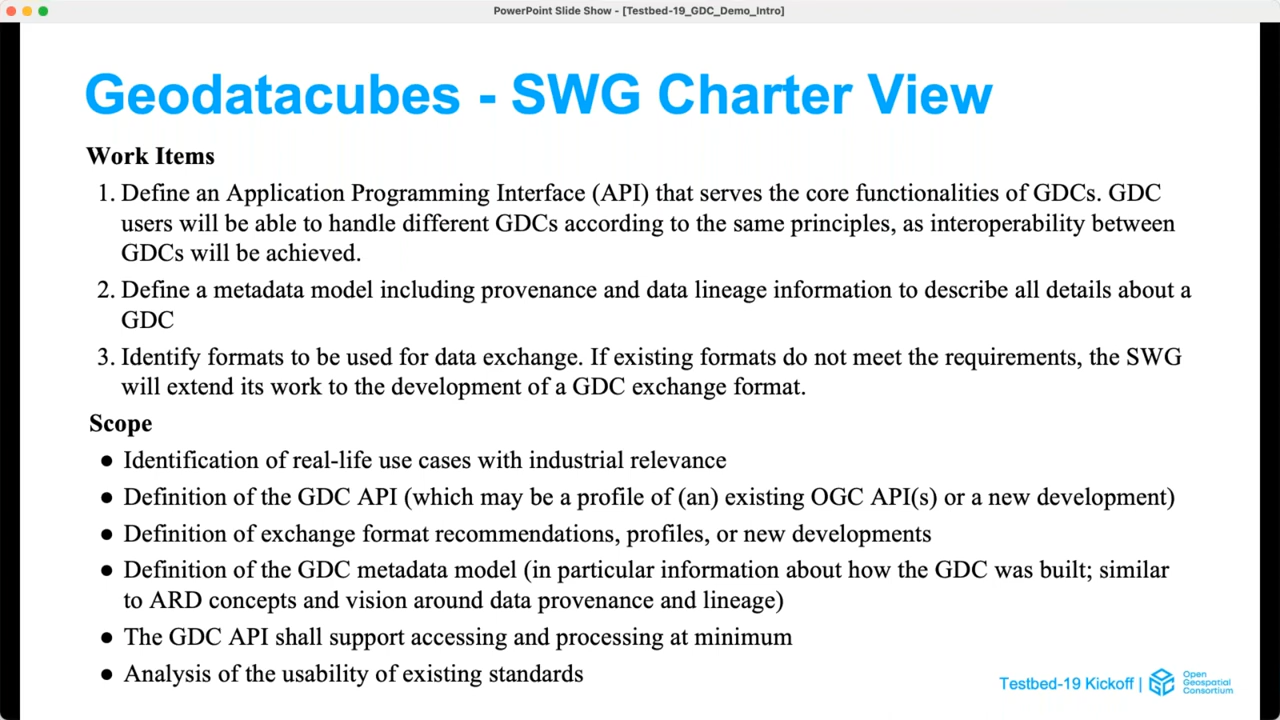 PowerPoint Slide Show - [Testbed-19_GDC_Demo_Intro]
Geodatacubes - SWG Charter View
Work Items
1. Define an Application Programming Interface (API) that serves the core functionalities of GDCs. GDC
users will be able to handle different GDCs according to the same principles, as interoperability between
GDCs will be achieved.
2. Define a metadata model including provenance and data lineage information to describe all details about a
GDC
3. Identify formats to be used for data exchange. If existing formats do not meet the requirements, the SWG
will extend its work to the development of a GDC exchange format.
Scope
● Identification of real-life use cases with industrial relevance
● Definition of the GDC API (which may be a profile of (an) existing OGC API(s) or a new development)
● Definition of exchange format recommendations, profiles, or new developments
● Definition of the GDC metadata model (in particular information about how the GDC was built; similar
to ARD concepts and vision around data provenance and lineage)
● The GDC API shall support accessing and processing at minimum
● Analysis of the usability of existing standards
Testbed-19 Kickoff |
Open
Geospatial
Consortium